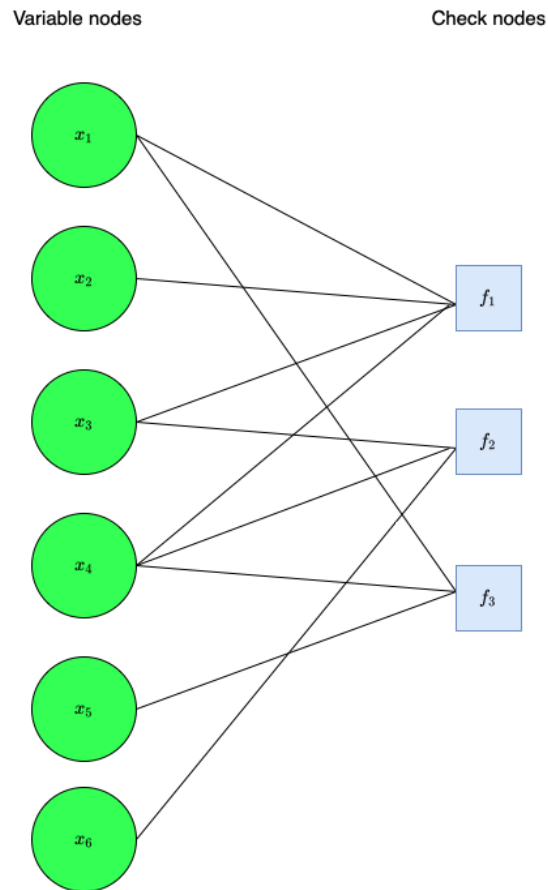 Variable nodes
Check nodes
x₁
x₂
f₁
x₃
f₂
x₄
f₃
x₅
x₆